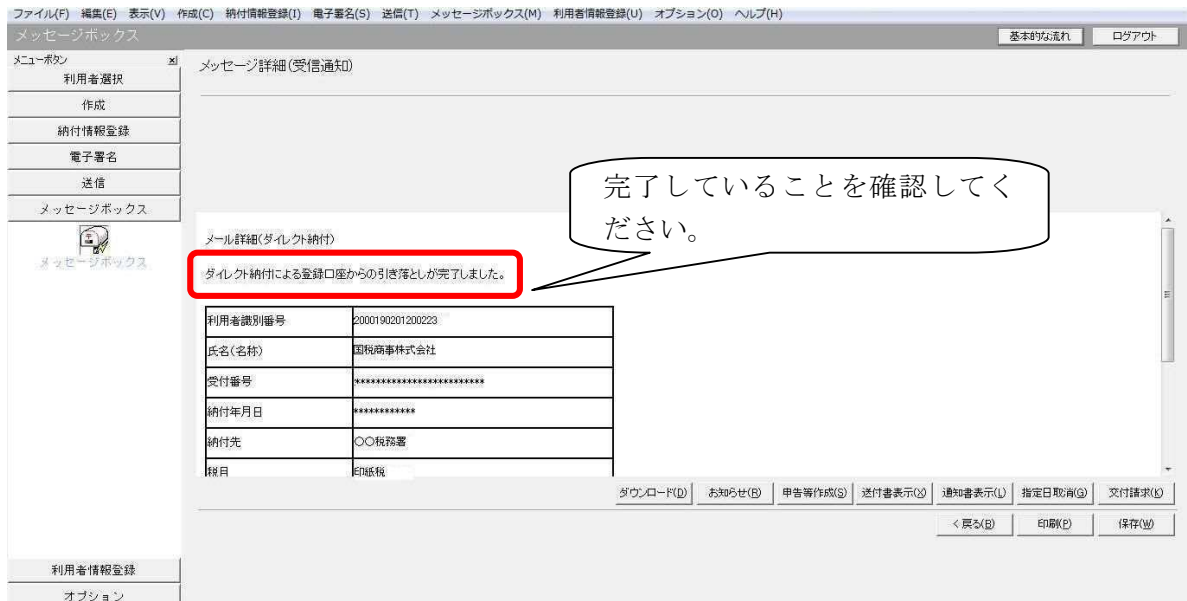 ファイル(F) 編集(E) 表示(V) 作成(C) 納付情報登録(I) 電子署名(S) 送信(T) メッセージボックス(M) 利用者情報登録(U) オプション(O) ヘルプ(H)
メッセージボックス
基本的な流れ
ログアウト
メニューボタン
利用者選択
作成
納付情報登録
電子署名
送信
メッセージボックス
メッセージボックス
利用者情報登録
オプション
メッセージ詳細(受信通知)
完了していることを確認してく
ださい。
メール詳細(ダイレクト納付)
ダイレクト納付による登録口座からの引き落としが完了しました。
利用者識別番号 2000190201200223
氏名(名称) 国税商事株式会社
受付番号 ************************
納付年月日 ************
納付先 〇〇税務署
税目 印紙税
ダウンロード(D) お知らせ(R) 申告等作成(S) 送付書表示(X) 通知書表示(L) 指定日取消(G) 交付請求(K)
<戻る(B) 印刷(P) 保存(W)